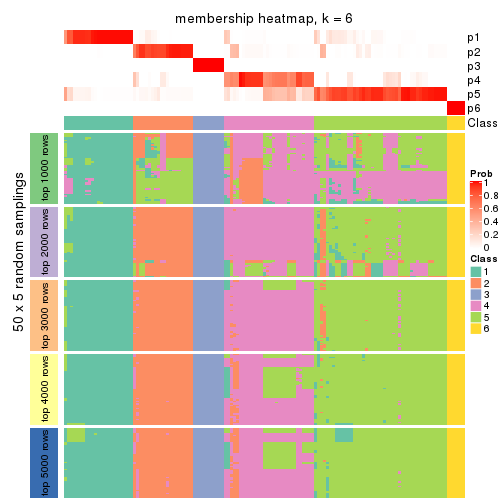 membership heatmap, k = 6
p1
p2
p3
p4
p5
p6
Class
50 x 5 random samplings
top 1000 rows
top 2000 rows
top 3000 rows
top 4000 rows
top 5000 rows
Prob
1
0.8
0.6
0.4
0.2
0
Class
1
2
3
4
5
6